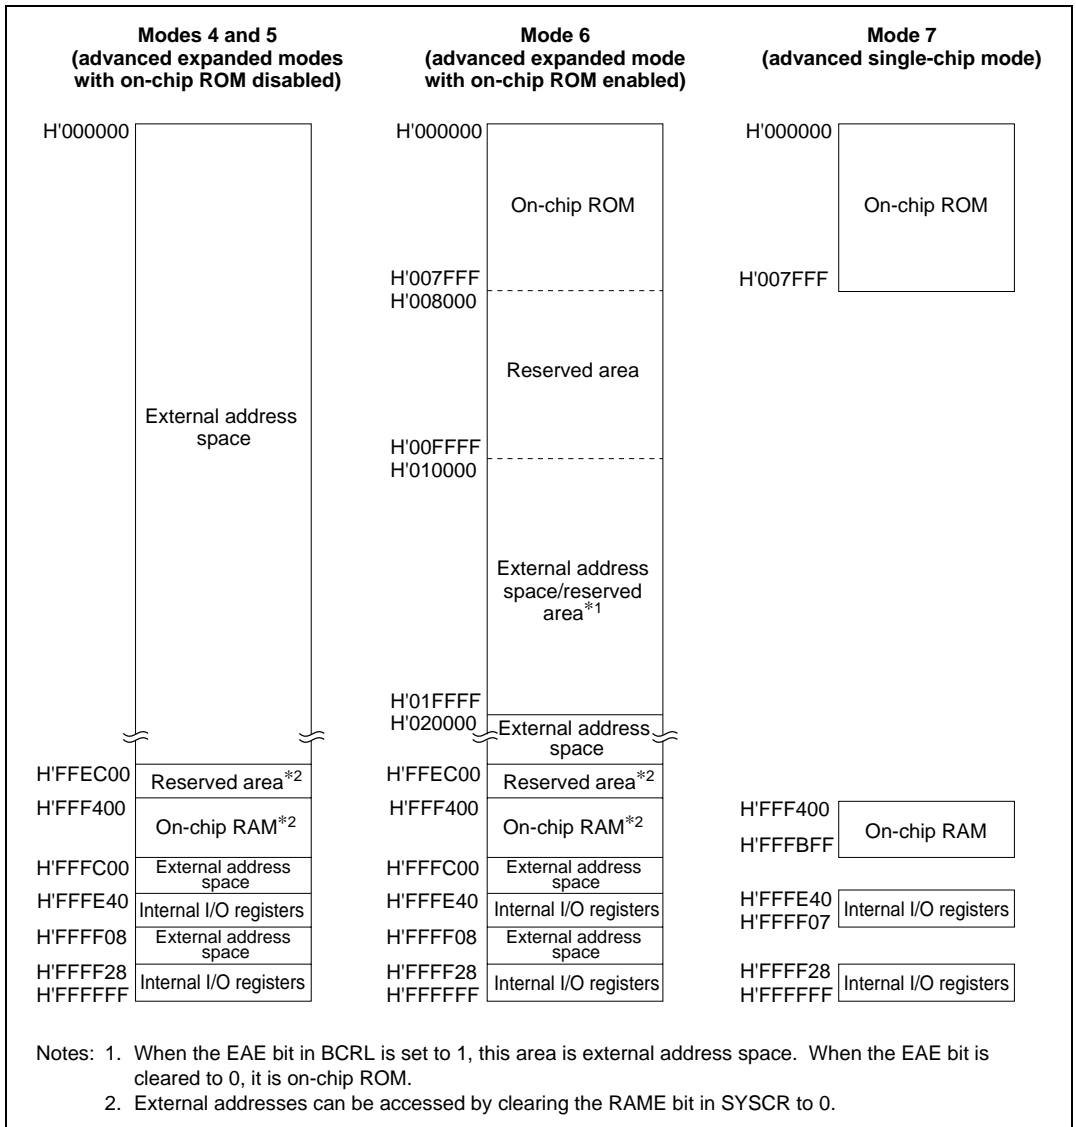 Modes 4 and 5
(advanced expanded modes
with on-chip ROM disabled)
H'000000
External address
space
H'FFEC00
Reserved area*2
H'FFF400
On-chip RAM*2
H'FFFC00
External address
space
H'FFFE40
Internal I/O registers
H'FFFF08
External address
space
H'FFFF28
Internal I/O registers
H'FFFFFF
Mode 6
(advanced expanded mode
with on-chip ROM enabled)
H'000000
On-chip ROM
H'007FFF
H'008000
Reserved area
H'00FFFF
H'010000
External address
space/reserved
area*1
H'01FFFF
H'020000
External address
space
H'FFEC00
Reserved area*2
H'FFF400
On-chip RAM*2
H'FFFC00
External address
space
H'FFFE40
Internal I/O registers
H'FFFF08
External address
space
H'FFFF28
Internal I/O registers
H'FFFFFF
Mode 7
(advanced single-chip mode)
H'000000
On-chip ROM
H'007FFF
H'FFF400
On-chip RAM
H'FFFBFF
H'FFFE40
Internal I/O registers
H'FFFF07
H'FFFF28
Internal I/O registers
H'FFFFFF
Notes: 1. When the EAE bit in BCRL is set to 1, this area is external address space. When the EAE bit is
cleared to 0, it is on-chip ROM.
2. External addresses can be accessed by clearing the RAME bit in SYSCR to 0.